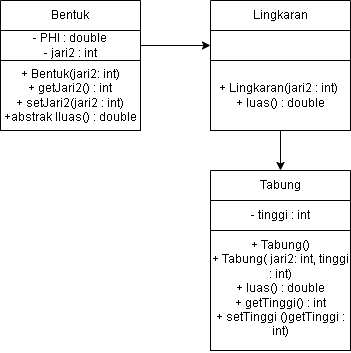 Bentuk
- PHI : double
- jari2 : int
+ Bentuk(jari2: int)
+ getJari2() : int
+ setJari2(jari2 : int)
+abstrak lluas() : double
Lingkaran
+ Lingkaran(jari2 : int)
+ luas() : double
Tabung
- tinggi : int
+ Tabung()
+ Tabung( jari2: int, tinggi
: int)
+ luas() : double
+ getTinggi() : int
+ setTinggi ()getTinggi :
int)